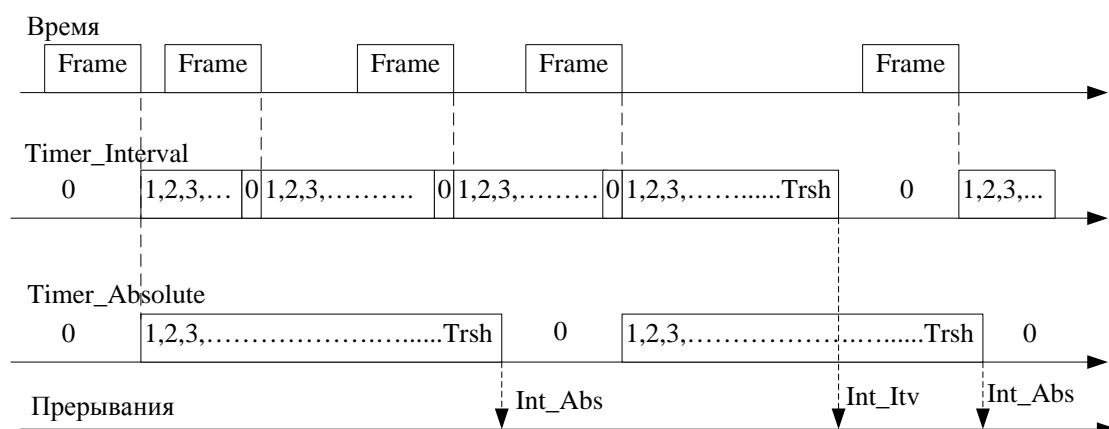 Время
Frame Frame Frame Frame Frame
Timer_Interval
0 1,2,3,... 0 1,2,3,.......... 0 1,2,3,......... 0 1,2,3,............Trsh 0 1,2,3,...
Timer_Absolute
0 1,2,3,..............................Trsh 0 1,2,3,..............................Trsh 0
Прерывания Int_Abs Int_Itv Int_Abs